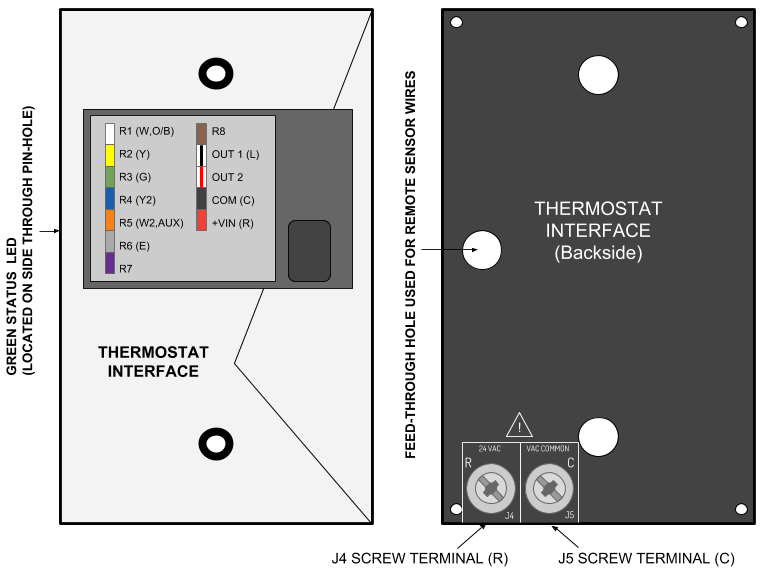 GREEN STATUS LED
(LOCATED ON SIDE THROUGH PIN-HOLE)
R1 (W,O/B)
R2 (Y)
R3 (G)
R4 (Y2)
R5 (W2,AUX)
R6 (E)
R7
R8
OUT 1 (L)
OUT 2
COM (C)
+VIN (R)
THERMOSTAT
INTERFACE
FEED-THROUGH HOLE USED FOR REMOTE SENSOR WIRES
THERMOSTAT
INTERFACE
(Backside)
!
24 VAC
VAC COMMON
R
C
J4
J5
J4 SCREW TERMINAL (R)
J5 SCREW TERMINAL (C)